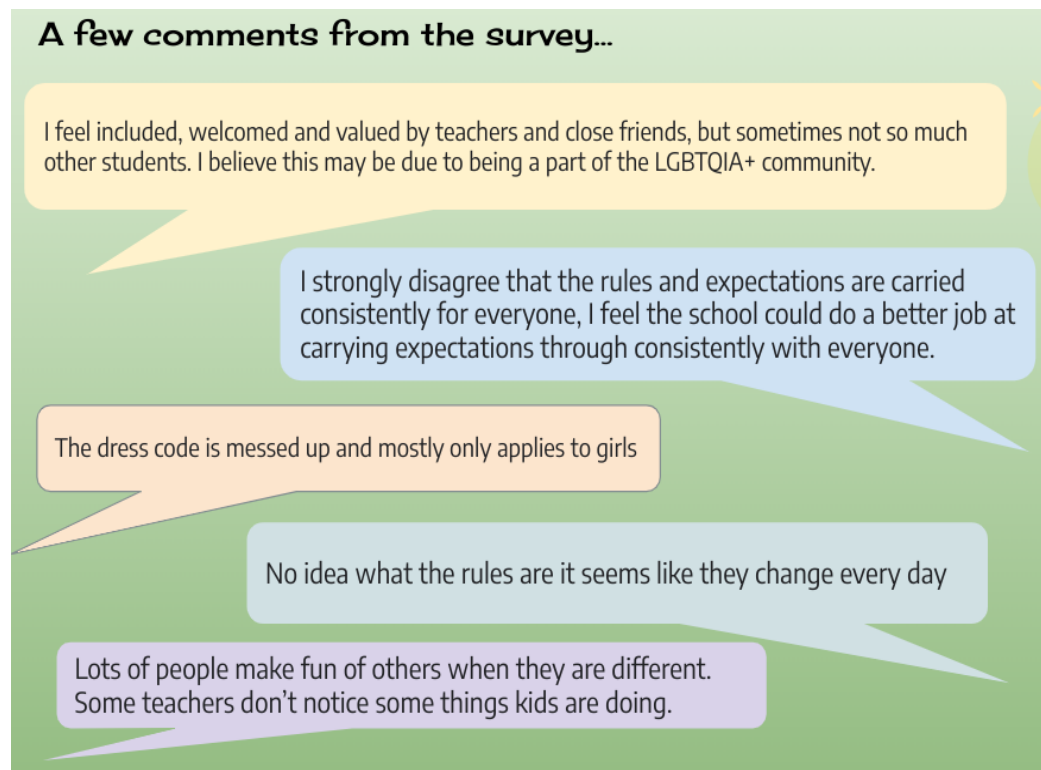 A few comments from the survey...
I feel included, welcomed and valued by teachers and close friends, but sometimes not so much
other students. I believe this may be due to being a part of the LGBTQIA+ community.
I strongly disagree that the rules and expectations are carried
consistently for everyone, I feel the school could do a better job at
carrying expectations through consistently with everyone.
The dress code is messed up and mostly only applies to girls
No idea what the rules are it seems like they change every day
Lots of people make fun of others when they are different.
Some teachers don’t notice some things kids are doing.